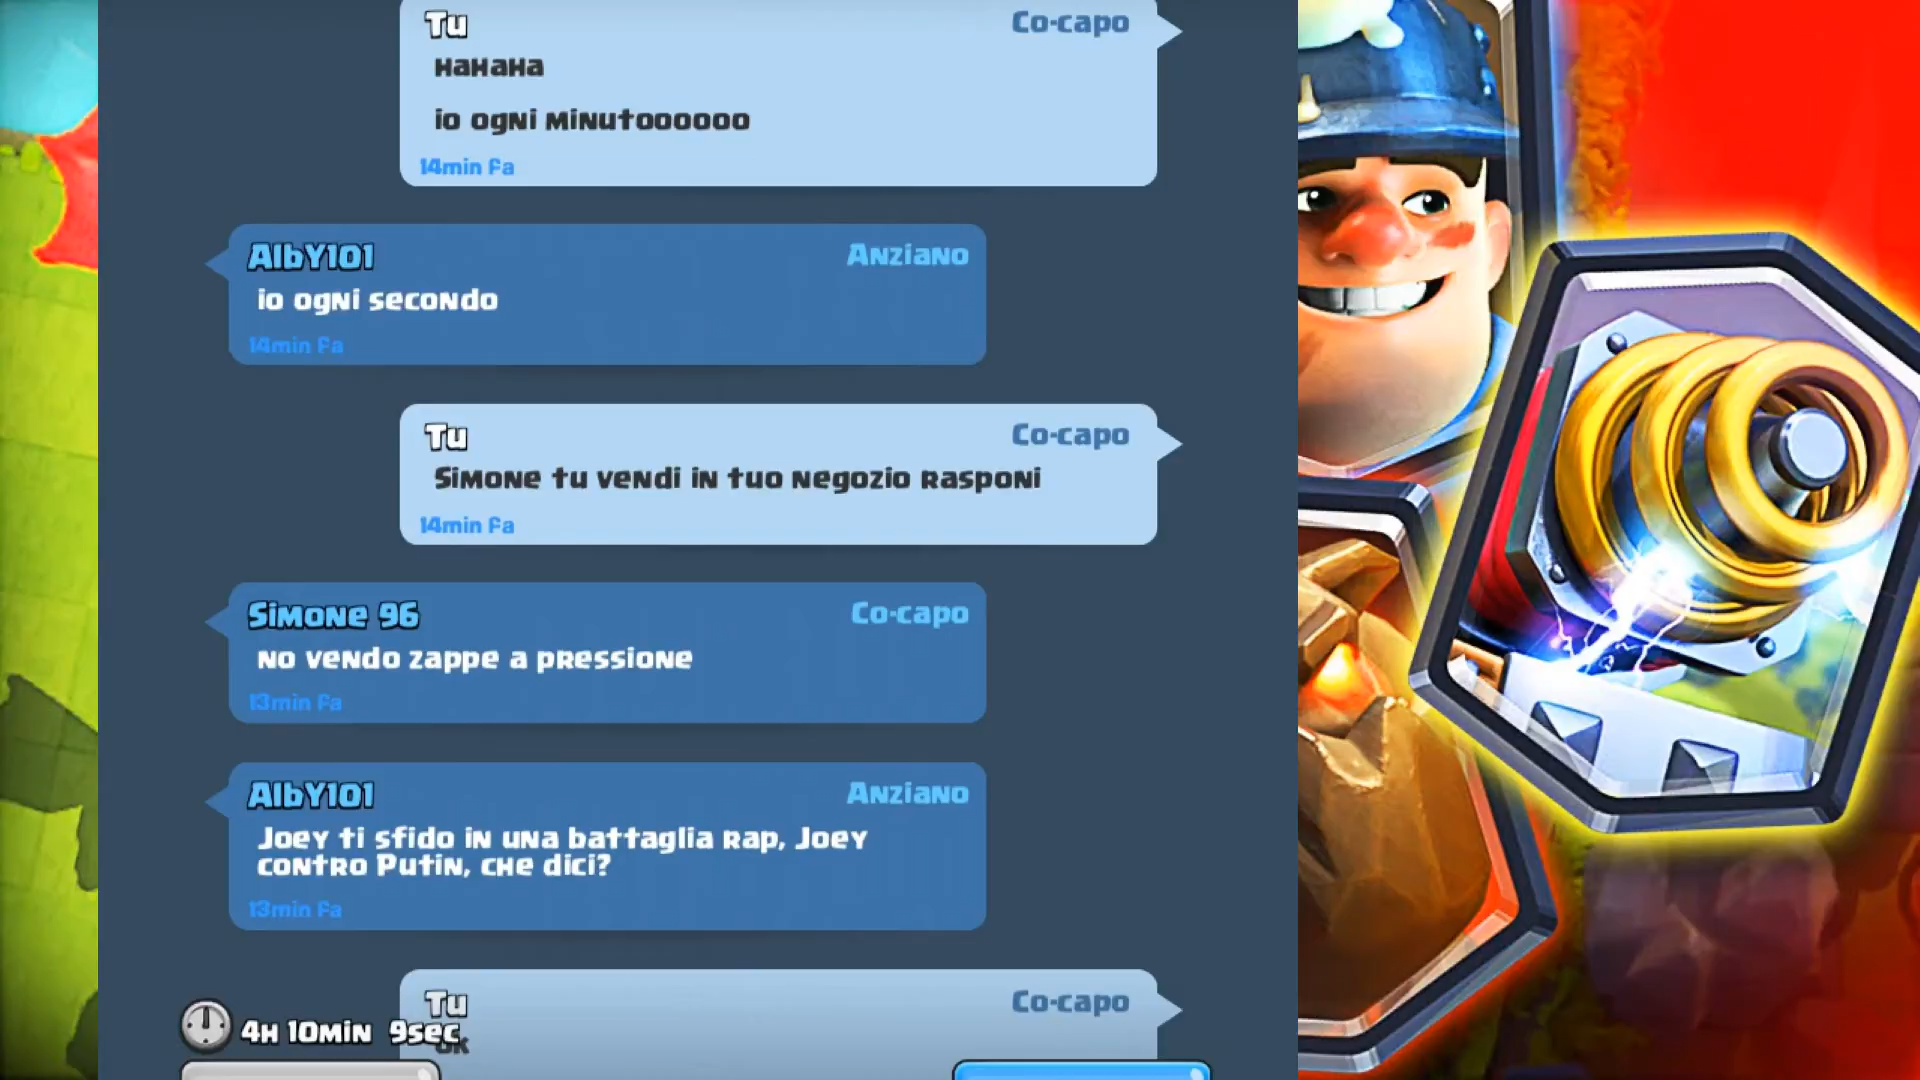 Tu Co-capo
HaHaHa
io ogni minutoooooo
14min fa
AlbY101 Anziano
io ogni secondo
14min fa
Tu Co-capo
Simone tu vendi in tuo negozio rasponi
14min fa
Simone 96 Co-capo
no vendo zappe a pressione
13min fa
AlbY101 Anziano
Joey ti sfido in una battaglia rap, Joey
contro Putin, che dici?
13min fa
Tu Co-capo
ok
4h 10min 9sec